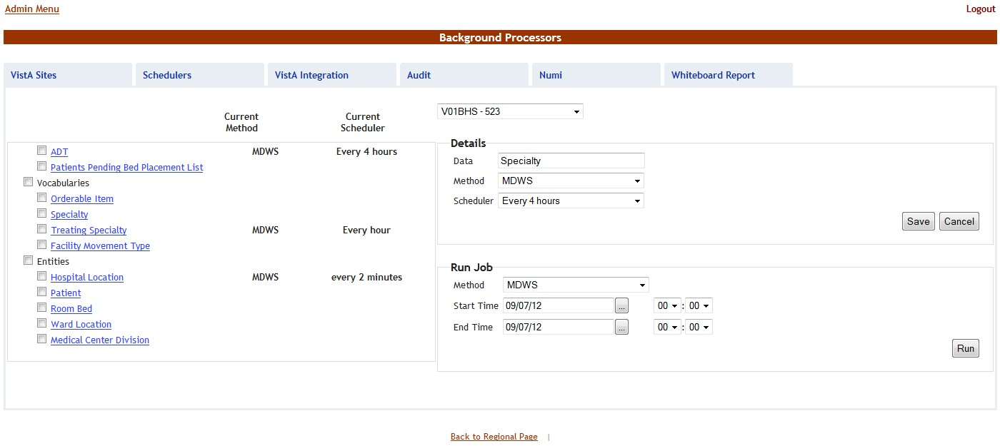 Admin Menu Logout
Background Processors
VistA Sites Schedulers VistA Integration Audit Numi Whiteboard Report
Current Method Current Scheduler
ADT MDWS Every 4 hours
Patients Pending Bed Placement List
Vocabularies
Orderable Item
Specialty
Treating Specialty MDWS Every hour
Facility Movement Type
Entities
Hospital Location MDWS every 2 minutes
Patient
Room Bed
Ward Location
Medical Center Division
V01BHS - 523
Details
Data Specialty
Method MDWS
Scheduler Every 4 hours
Save Cancel
Run Job
Method MDWS
Start Time 09/07/12 ... 00 : 00
End Time 09/07/12 ... 00 : 00
Run
Back to Regional Page |